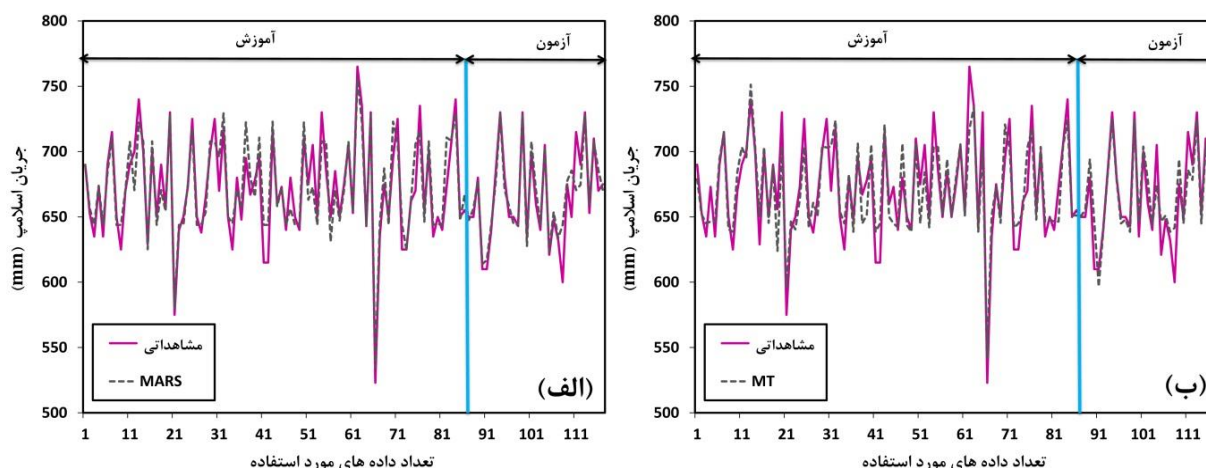 800
750
700
650
600
550
500
جریان اسلامپ (mm)
آموزش
آزمون
مشاهداتی
MARS
(الف)
1 11 21 31 41 51 61 71 81 91 101 111
تعداد داده های مورد استفاده
800
750
700
650
600
550
500
جریان اسلامپ (mm)
آموزش
آزمون
مشاهداتی
MT
(ب)
1 11 21 31 41 51 61 71 81 91 101 111
تعداد داده های مورد استفاده